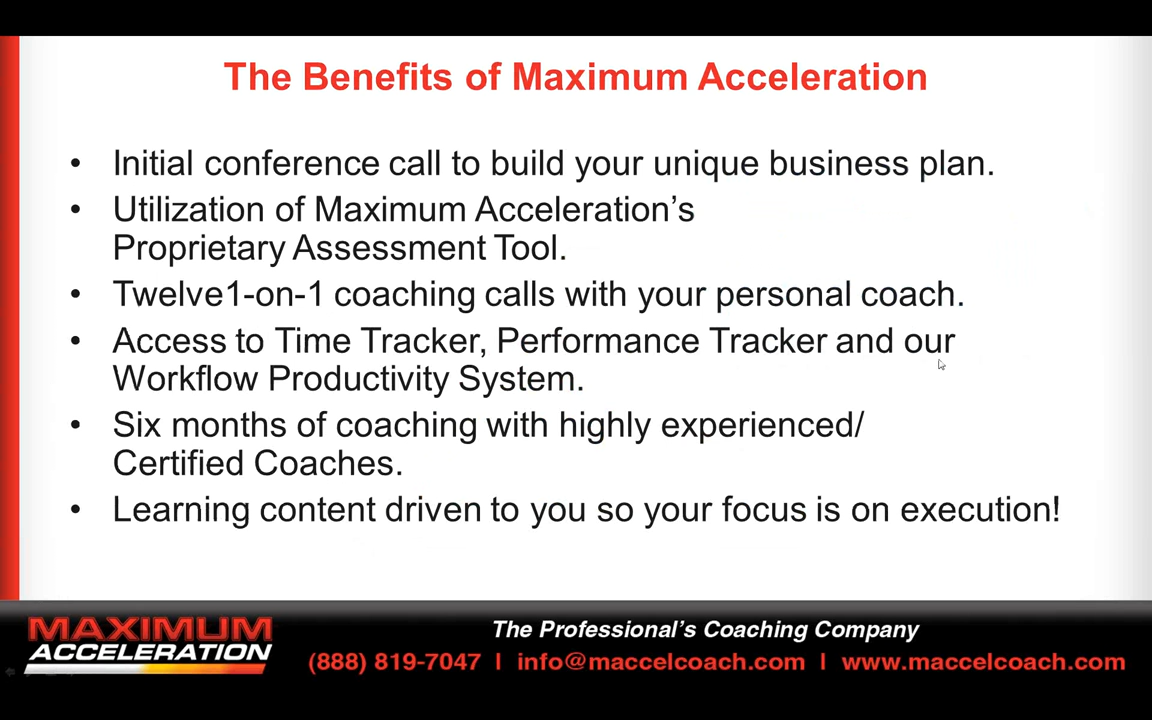 The Benefits of Maximum Acceleration
• Initial conference call to build your unique business plan.
• Utilization of Maximum Acceleration’s
Proprietary Assessment Tool.
• Twelve1-on-1 coaching calls with your personal coach.
• Access to Time Tracker, Performance Tracker and our
Workflow Productivity System.
• Six months of coaching with highly experienced/
Certified Coaches.
• Learning content driven to you so your focus is on execution!
MAXIMUM
ACCELERATION
The Professional’s Coaching Company
(888) 819-7047 | info@maccelcoach.com | www.maccelcoach.com